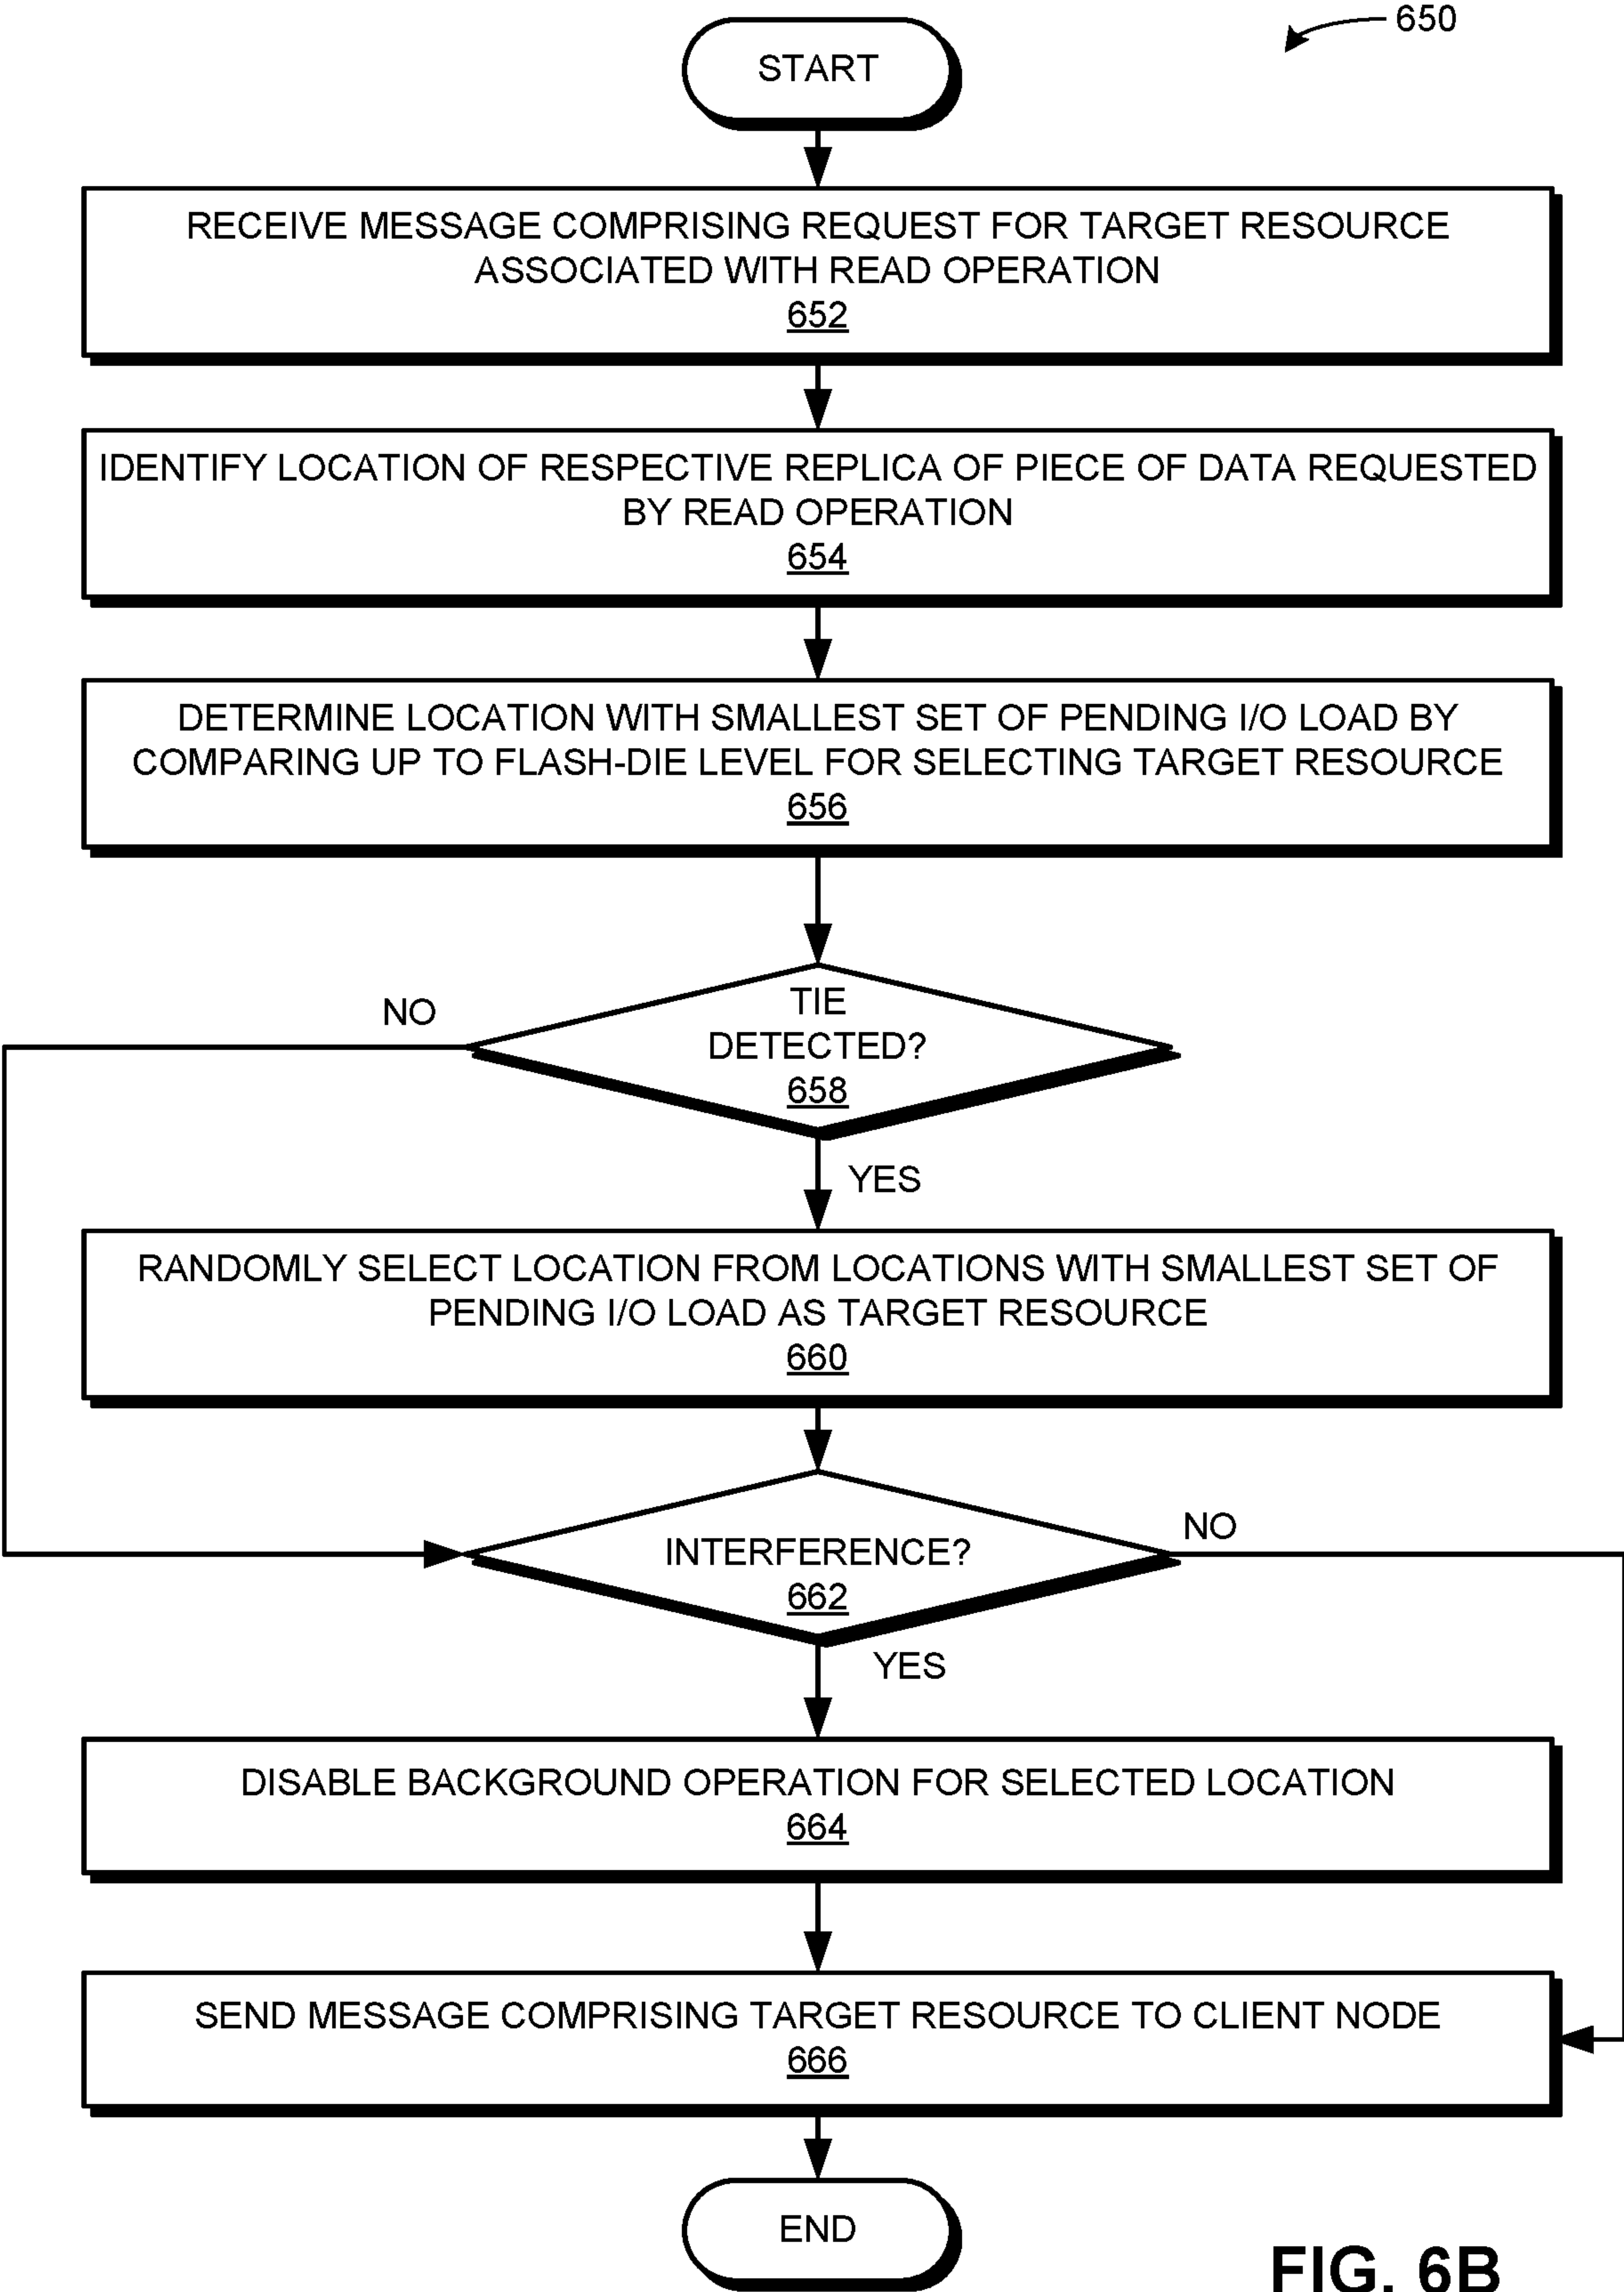 650
START
RECEIVE MESSAGE COMPRISING REQUEST FOR TARGET RESOURCE
ASSOCIATED WITH READ OPERATION
652
IDENTIFY LOCATION OF RESPECTIVE REPLICA OF PIECE OF DATA REQUESTED
BY READ OPERATION
654
DETERMINE LOCATION WITH SMALLEST SET OF PENDING I/O LOAD BY
COMPARING UP TO FLASH-DIE LEVEL FOR SELECTING TARGET RESOURCE
656
TIE
DETECTED?
658
NO
YES
RANDOMLY SELECT LOCATION FROM LOCATIONS WITH SMALLEST SET OF
PENDING I/O LOAD AS TARGET RESOURCE
660
INTERFERENCE?
662
NO
YES
DISABLE BACKGROUND OPERATION FOR SELECTED LOCATION
664
SEND MESSAGE COMPRISING TARGET RESOURCE TO CLIENT NODE
666
END
FIG. 6B